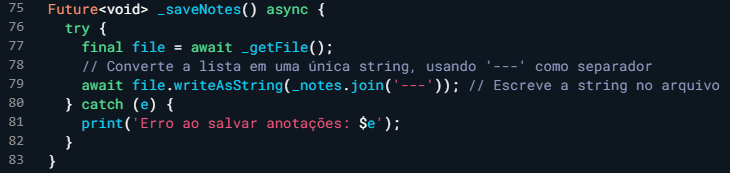 75 Future<void> _saveNotes() async {
76 try {
77 final file = await _getFile();
78 // Converte a lista em uma única string, usando '---' como separador
79 await file.writeAsString(_notes.join('---')); // Escreve a string no arquivo
80 } catch (e) {
81 print('Erro ao salvar anotações: $e');
82 }
83 }